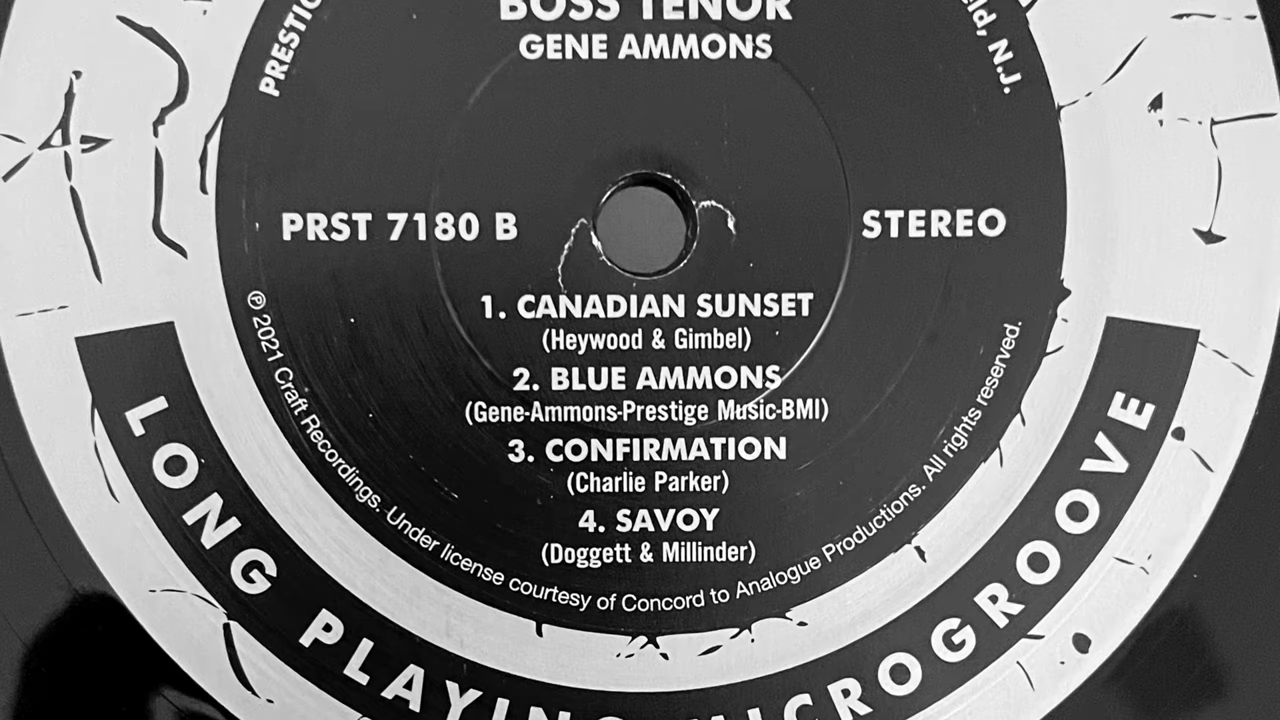 BOSS TENOR
GENE AMMONS
PRST 7180 B
STEREO
1. CANADIAN SUNSET
(Heywood & Gimbel)
2. BLUE AMMONS
(Gene-Ammons-Prestige Music-BMI)
3. CONFIRMATION
(Charlie Parker)
4. SAVOY
(Doggett & Millinder)
℗ 2021 Craft Recordings. Under license courtesy of Concord to Analogue Productions. All rights reserved.
LONG PLAYING MICROGROOVE
N.J.